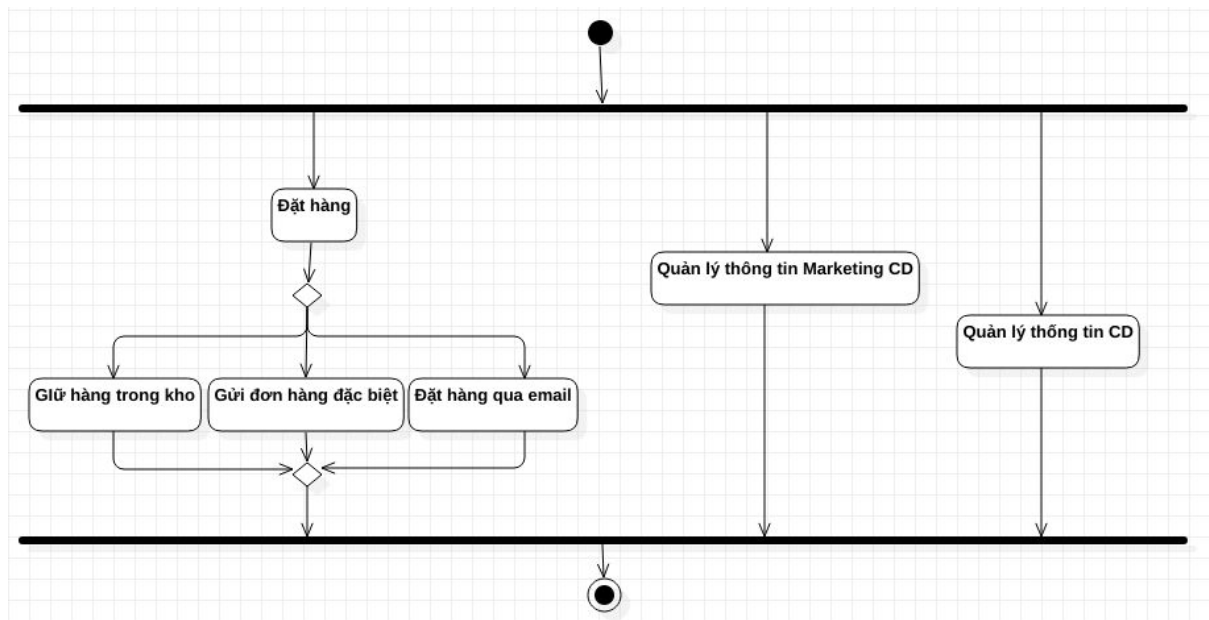 Đặt hàng
Quản lý thông tin Marketing CD
Quản lý thống tin CD
GIữ hàng trong kho
Gửi đơn hàng đặc biệt
Đặt hàng qua email